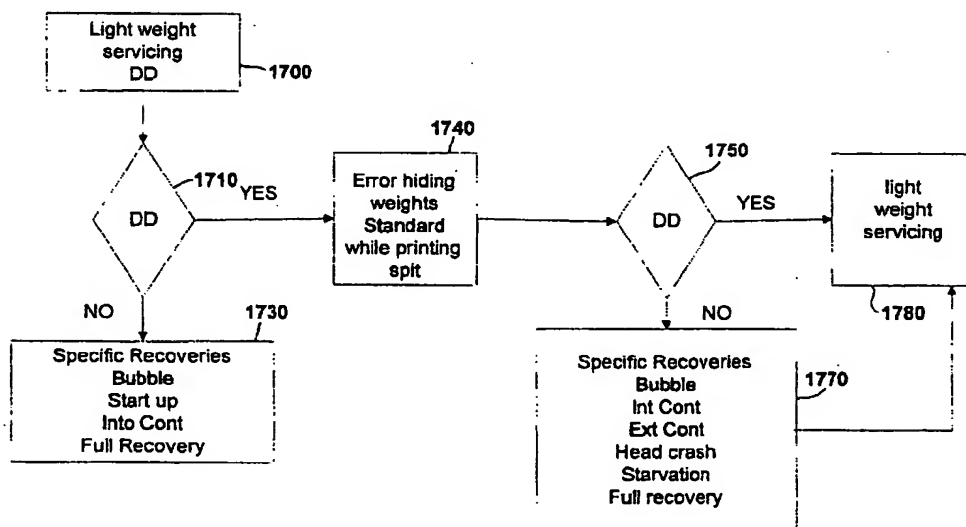 Light weight
servicing
DD
1700
1710
DD
YES
NO
1730
Specific Recoveries
Bubble
Start up
Into Cont
Full Recovery
1740
Error hiding
weights
Standard
while printing
spit
1750
DD
YES
NO
Specific Recoveries
Bubble
Int Cont
Ext Cont
Head crash
Starvation
Full recovery
1770
light
weight
servicing
1780